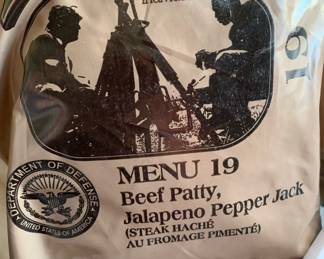 19
MENU 19
Beef Patty,
Jalapeno Pepper Jack
(STEAK HACHÉ
AU FROMAGE PIMENTÉ)
DEPARTMENT OF DEFENSE
UNITED STATES OF AMERICA